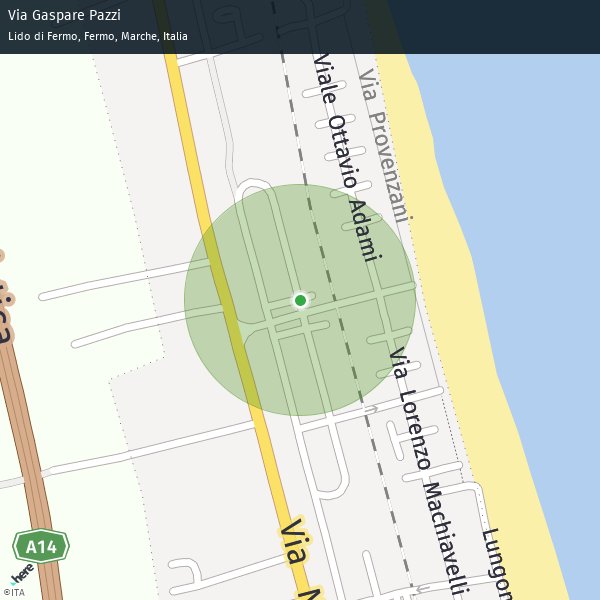 Via Gaspare Pazzi
Lido di Fermo, Fermo, Marche, Italia
Viale Ottavio Adami
Via Provenzani
Via Lorenzo Machiavelli
Via
A14
here
©ITA